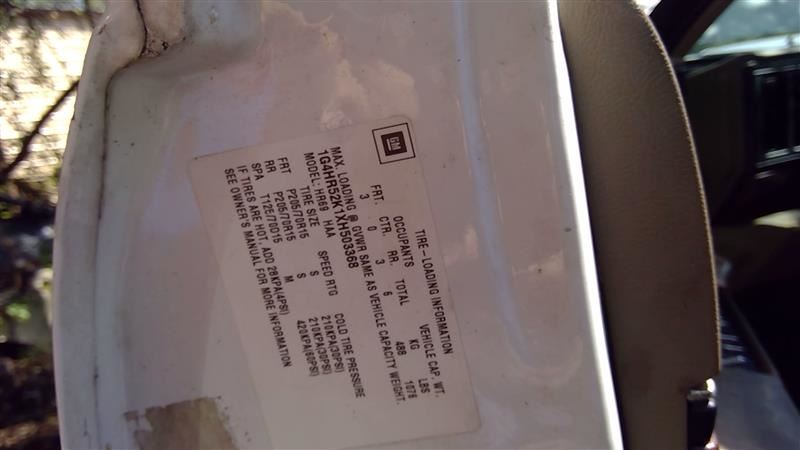 GM
TIRE-LOADING INFORMATION
OCCUPANTS VEHICLE CAP. WT.
FRT. CTR. RR. TOTAL KG LBS
3 0 3 6 488 1076
MAX. LOADING @ GVWR SAME AS VEHICLE CAPACITY WEIGHT.
1G4HR52K1XH503368
MODEL: HR69 HAA
TIRE SIZE SPEED RTG COLD TIRE PRESSURE
FRT P205/70R15 S 210KPA(30PSI)
RR P205/70R15 S 210KPA(30PSI)
SPA T125/70D15 M 420KPA(60PSI)
IF TIRES ARE HOT, ADD 28KPA(4PSI)
SEE OWNER'S MANUAL FOR MORE INFORMATION